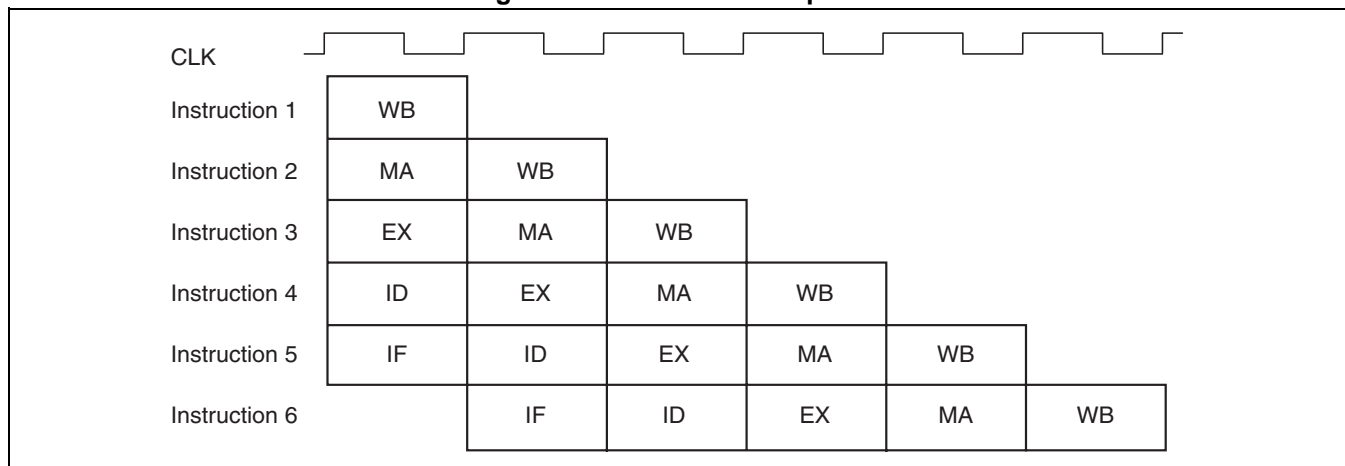 CLK
Instruction 1 WB
Instruction 2 MA WB
Instruction 3 EX MA WB
Instruction 4 ID EX MA WB
Instruction 5 IF ID EX MA WB
Instruction 6 IF ID EX MA WB